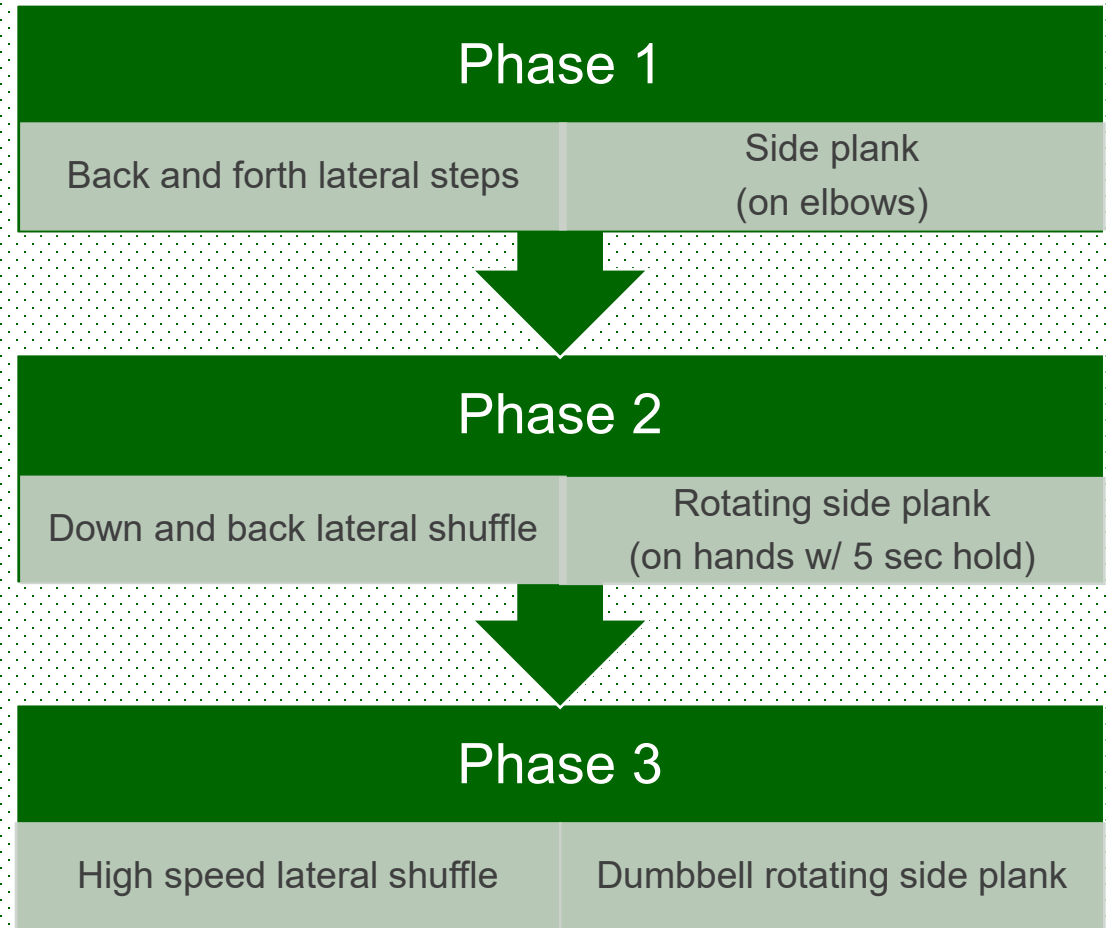 Phase 1
Back and forth lateral steps
Side plank
(on elbows)
Phase 2
Down and back lateral shuffle
Rotating side plank
(on hands w/ 5 sec hold)
Phase 3
High speed lateral shuffle
Dumbbell rotating side plank